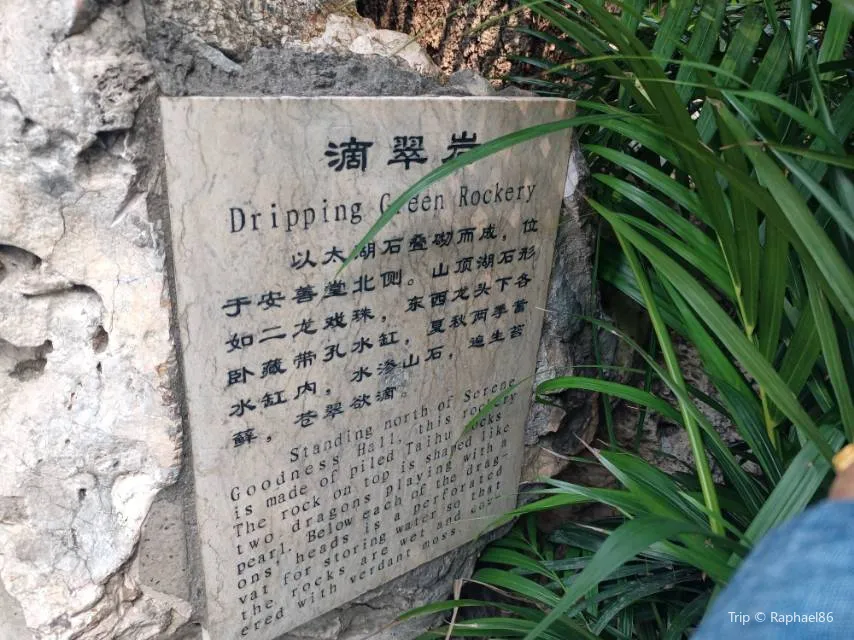 滴翠岩
Dripping Green Rockery
以太湖石叠砌而成，位
于安善堂北侧。山顶湖石形
如二龙戏珠，东西龙头下各
卧藏带孔水缸，夏秋两季蓄
水缸内，水渗山石，遍生苔
藓，苍翠欲滴。
Standing north of Serene
Goodness Hall, this rockery
is made of piled Taihu rocks.
The rock on top is shaped like
two dragons playing with a
pearl. Below each of the drag-
ons, heads is a perforated
vat for storing water so that
the rocks are wet and cov-
ered with verdant moss.
Trip © Raphael86